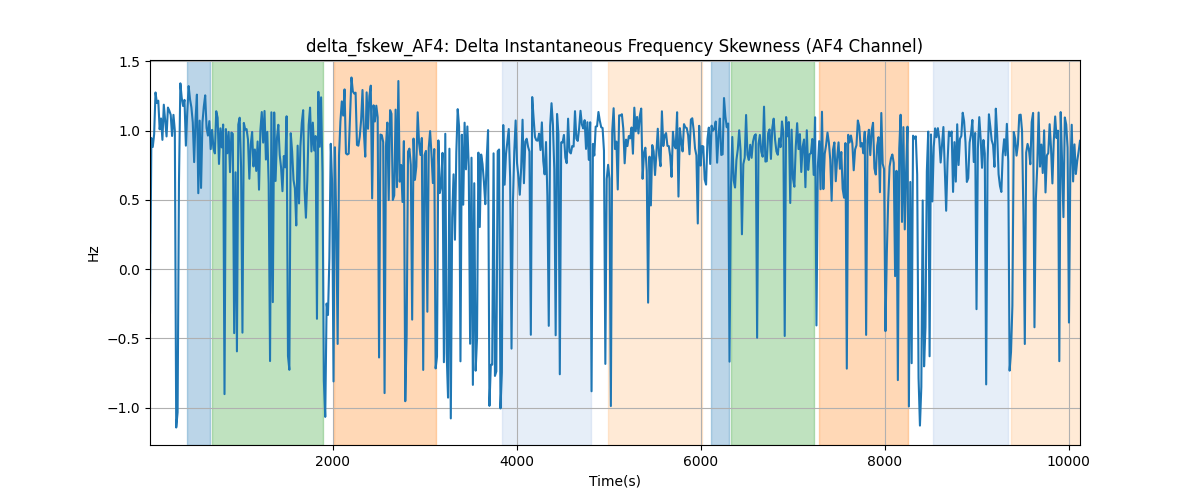 delta_fskew_AF4: Delta Instantaneous Frequency Skewness (AF4 Channel)
1.5
1.0
0.5
0.0
−0.5
−1.0
Hz
2000 4000 6000 8000 10000
Time(s)